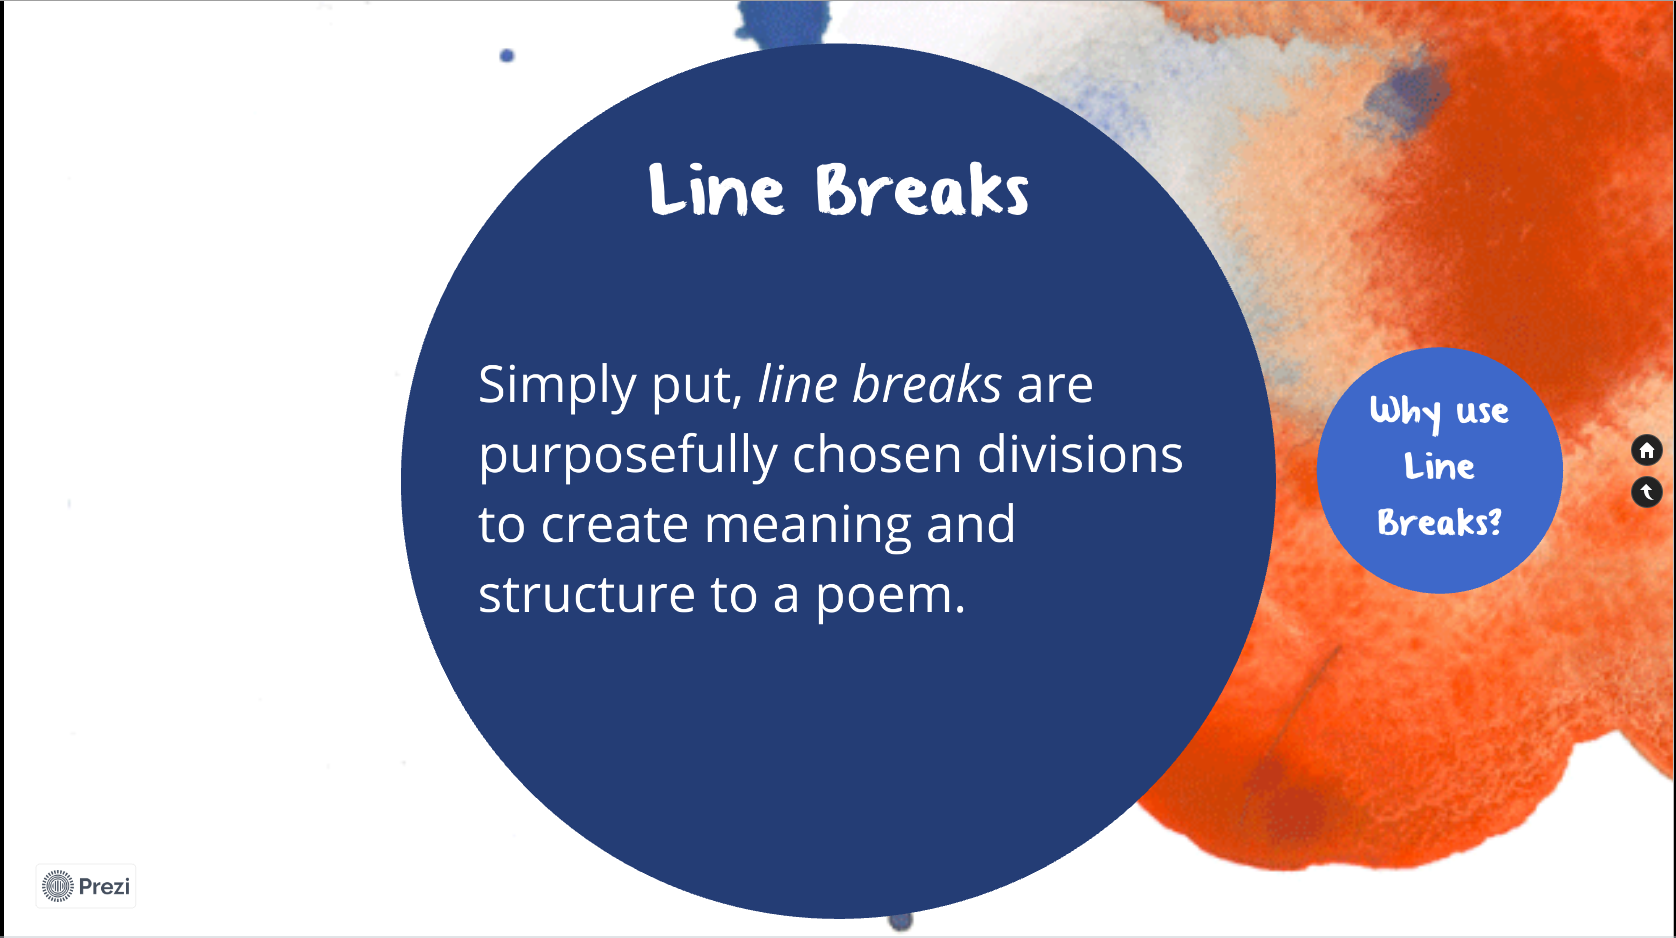 Line Breaks
Simply put, line breaks are
purposefully chosen divisions
to create meaning and
structure to a poem.
Why use
Line
Breaks?
Prezi